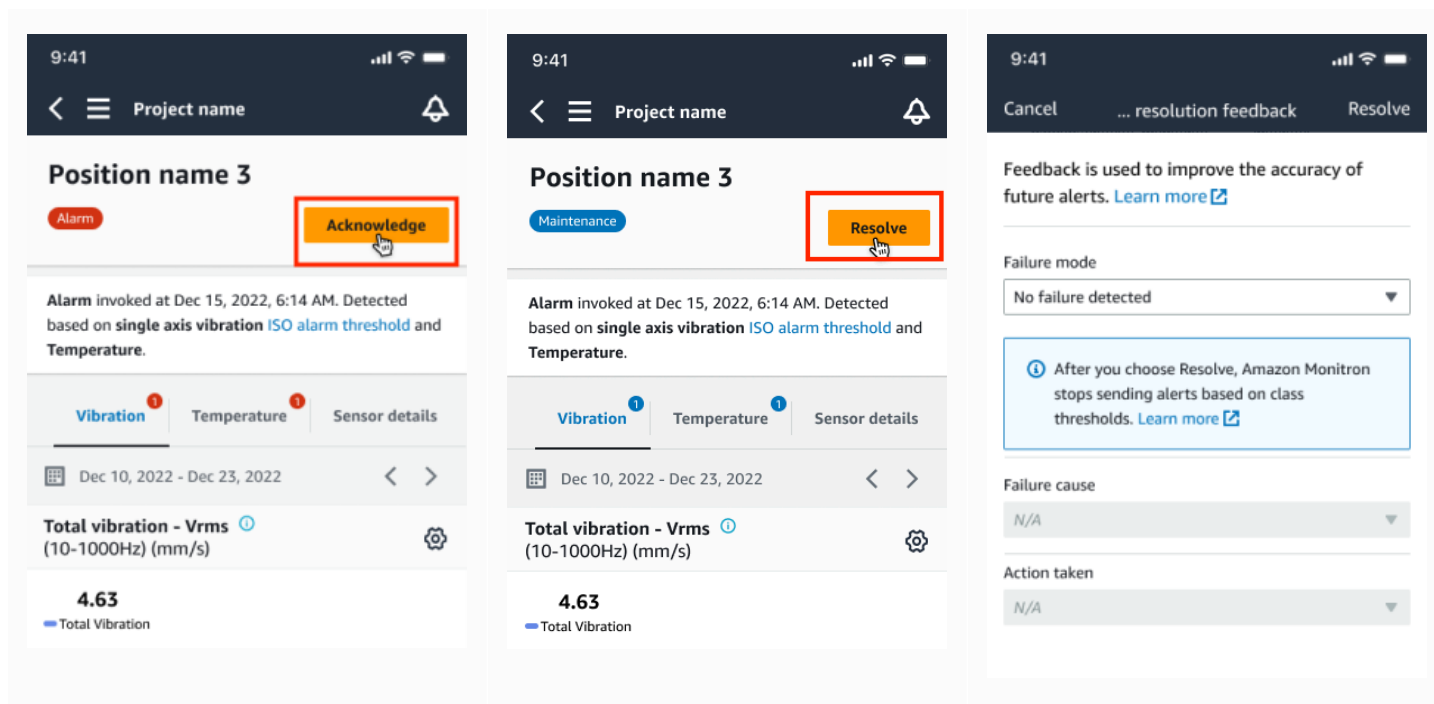 9:41
Project name
Position name 3
Alarm
Acknowledge
Alarm invoked at Dec 15, 2022, 6:14 AM. Detected
based on single axis vibration ISO alarm threshold and
Temperature.
Vibration 1 Temperature 1 Sensor details
Dec 10, 2022 - Dec 23, 2022
Total vibration - Vrms
(10-1000Hz) (mm/s)
4.63
Total Vibration
9:41
Project name
Position name 3
Maintenance
Resolve
Alarm invoked at Dec 15, 2022, 6:14 AM. Detected
based on single axis vibration ISO alarm threshold and
Temperature.
Vibration 1 Temperature 1 Sensor details
Dec 10, 2022 - Dec 23, 2022
Total vibration - Vrms
(10-1000Hz) (mm/s)
4.63
Total Vibration
9:41
Cancel ... resolution feedback Resolve
Feedback is used to improve the accuracy of
future alerts. Learn more
Failure mode
No failure detected
After you choose Resolve, Amazon Monitron
stops sending alerts based on class
thresholds. Learn more
Failure cause
N/A
Action taken
N/A